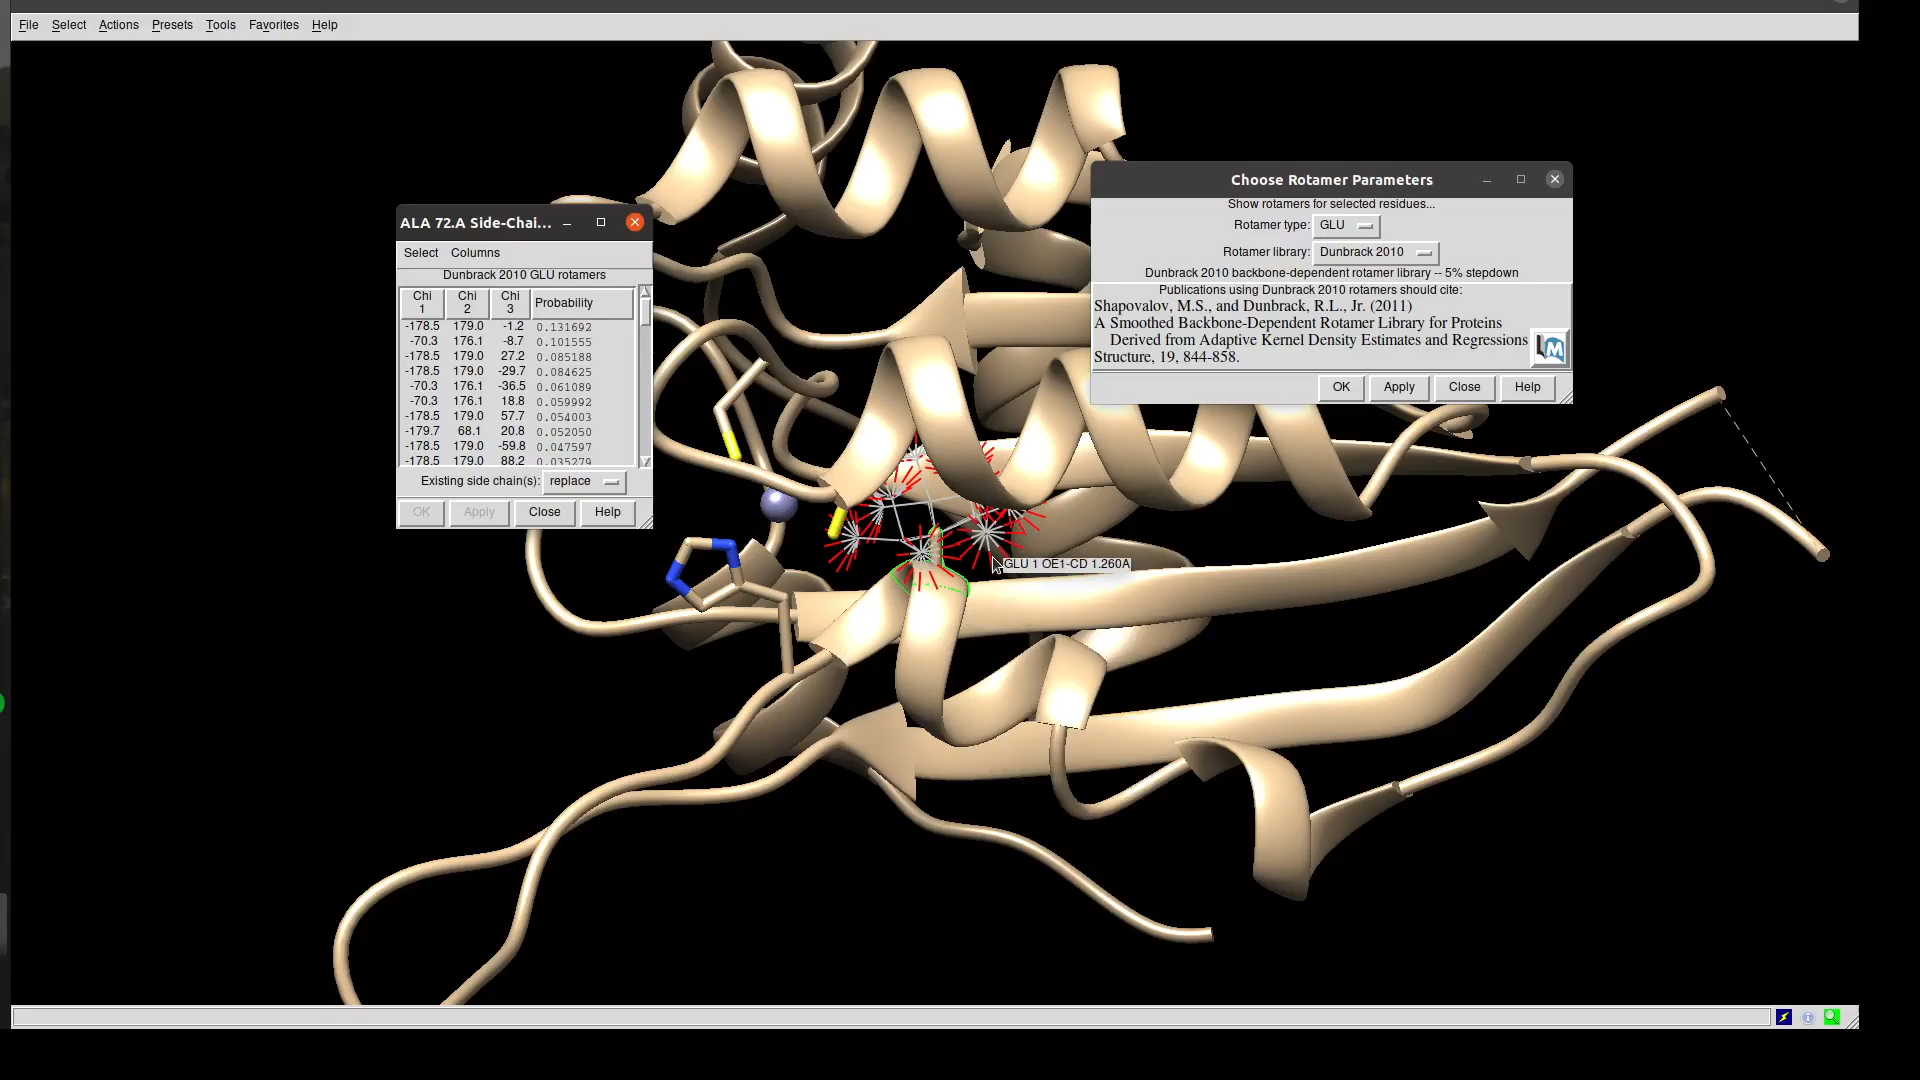 File Select Actions Presets Tools Favorites Help
Choose Rotamer Parameters
Show rotamers for selected residues...
Rotamer type: GLU
Rotamer library: Dunbrack 2010
Dunbrack 2010 backbone-dependent rotamer library -- 5% stepdown
Publications using Dunbrack 2010 rotamers should cite:
Shapovalov, M.S., and Dunbrack, R.L., Jr. (2011)
A Smoothed Backbone-Dependent Rotamer Library for Proteins
Derived from Adaptive Kernel Density Estimates and Regressions
Structure, 19, 844-858.
OK Apply Close Help
ALA 72.A Side-Chai...
Select Columns
Dunbrack 2010 GLU rotamers
Chi 1 Chi 2 Chi 3 Probability
-178.5 179.0 -1.2 0.131692
-70.3 176.1 -8.7 0.101555
-178.5 179.0 27.2 0.085188
-178.5 179.0 -29.7 0.084625
-70.3 176.1 -36.5 0.061089
-70.3 176.1 18.8 0.059992
-178.5 179.0 57.7 0.054003
-179.7 68.1 20.8 0.052050
-178.5 179.0 -59.8 0.047597
-178.5 179.0 88.2 0.035279
Existing side chain(s): replace
OK Apply Close Help
GLU 1 OE1-CD 1.260A